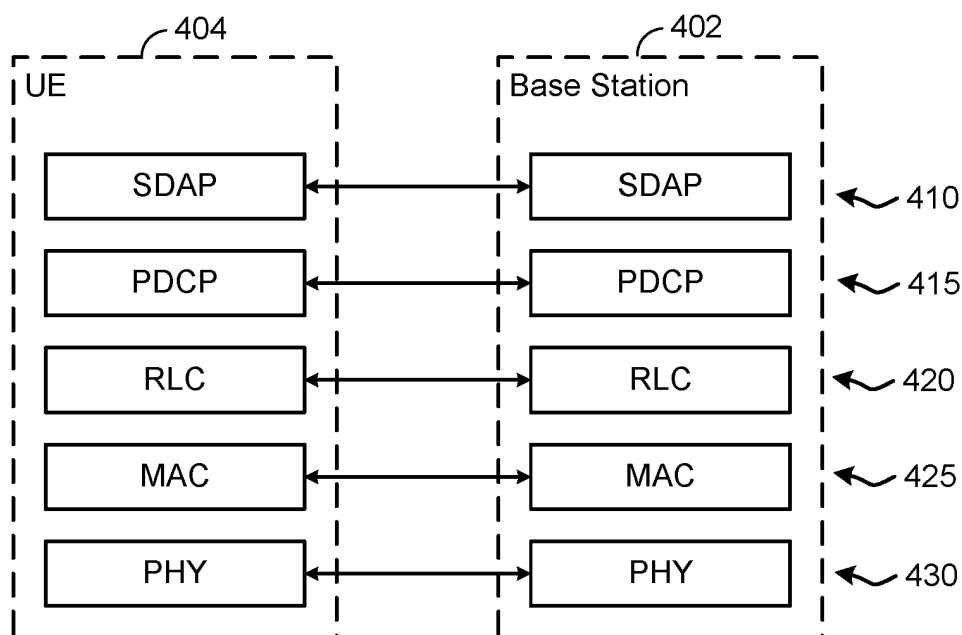 404
402
UE
Base Station
SDAP
SDAP
410
PDCP
PDCP
415
RLC
RLC
420
MAC
MAC
425
PHY
PHY
430